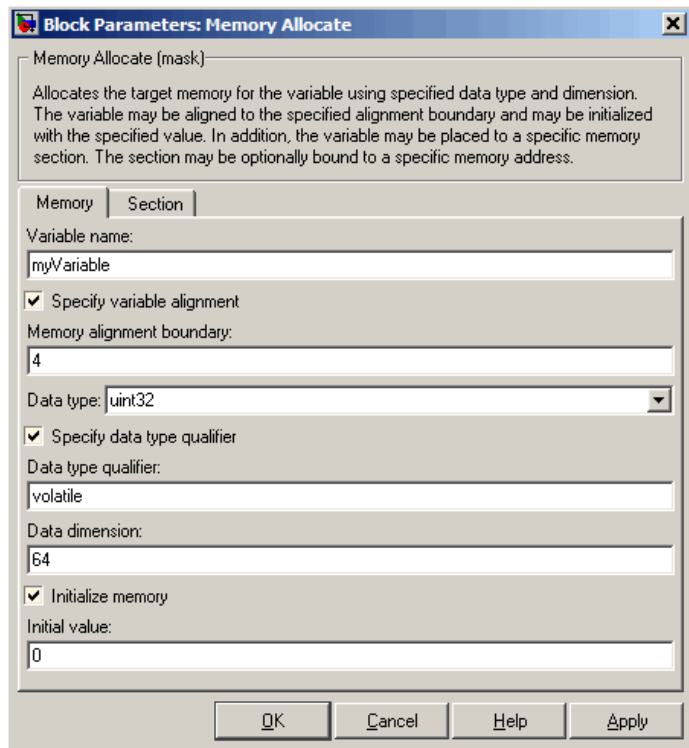 Block Parameters: Memory Allocate
Memory Allocate (mask)
Allocates the target memory for the variable using specified data type and dimension.
The variable may be aligned to the specified alignment boundary and may be initialized
with the specified value. In addition, the variable may be placed to a specific memory
section. The section may be optionally bound to a specific memory address.
Memory Section
Variable name:
myVariable
Specify variable alignment
Memory alignment boundary:
4
Data type: uint32
Specify data type qualifier
Data type qualifier:
volatile
Data dimension:
64
Initialize memory
Initial value:
0
OK Cancel Help Apply